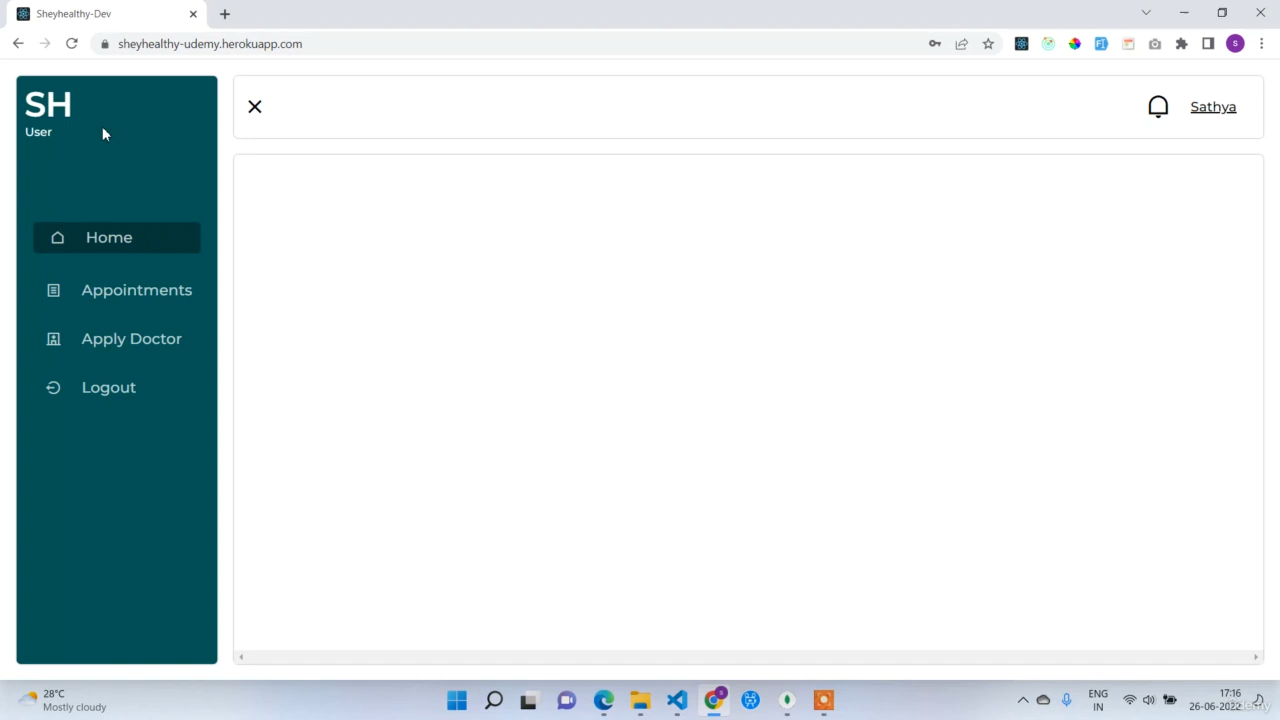 Sheyhealthy-Dev
sheyhealthy-udemy.herokuapp.com
S
SH
User
Sathya
Home
Appointments
Apply Doctor
Logout
28°C
Mostly cloudy
ENG
IN
17:16
26-06-2022